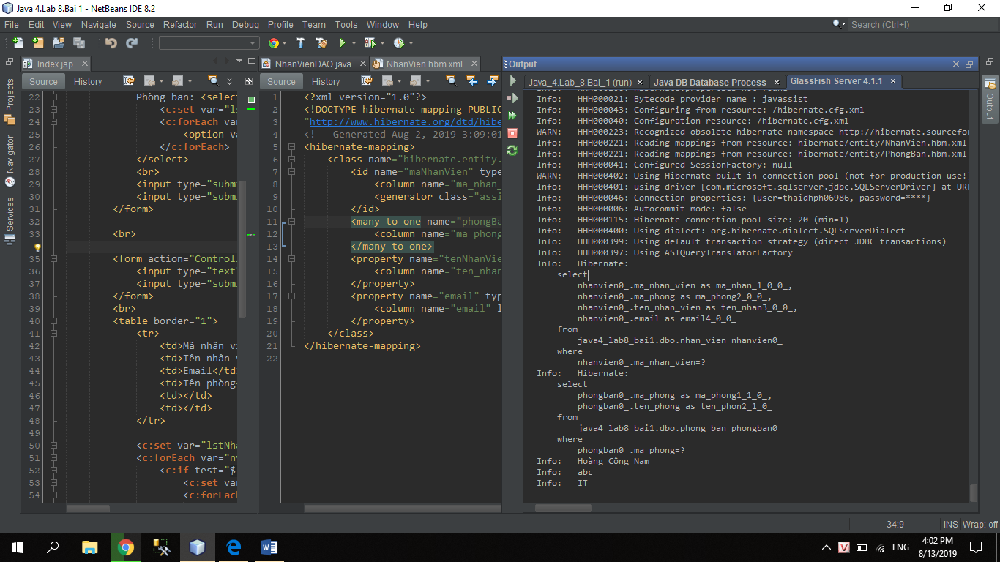 Java 4.Lab 8.Bai 1 - NetBeans IDE 8.2
File Edit View Navigate Source Refactor Run Debug Profile Team Tools Window Help
Search (Ctrl+I)
Projects
Navigator
Services
Index.jsp
Source History
22 Phòng ban: <select
23 <c:set var="ls
24 <c:forEach var
25 <option va
26 </c:forEach>
27 </select>
28 <br>
29 <input type="submi
30 <input type="submi
31 </form>
32
33 <br>
35 <form action="Controll
36 <input type="text"
37 <input type="submi
38 </form>
39 <br>
40 <table border="1">
41 <tr>
42 <td>Mã nhân vi
43 <td>Tên nhân v
44 <td>Email</td
45 <td>Tên phòng<
46 <td></td>
47 <td></td>
48 </tr>
49
50 <c:set var="lstNha
51 <c:forEach var="nv
52 <c:if test="${
53 <c:set var
54 <c:forEach
NhanVienDAO.java NhanVien.hbm.xml
Source History
1 <?xml version="1.0"?>
2 <!DOCTYPE hibernate-mapping PUBLIC
3 "http://www.hibernate.org/dtd/hibe
4 <!-- Generated Aug 2, 2019 3:09:01
5 <hibernate-mapping>
6 <class name="hibernate.entity.
7 <id name="maNhanVien" type
8 <column name="ma_nhan_
9 <generator class="assi
10 </id>
11 <many-to-one name="phongBa
12 <column name="ma_phong
13 </many-to-one>
14 <property name="tenNhanVie
15 <column name="ten_nhan
16 </property>
17 <property name="email" typ
18 <column name="email" l
19 </property>
20 </class>
21 </hibernate-mapping>
22
Output
Java_4.Lab_8.Bai_1 (run) Java DB Database Process GlassFish Server 4.1.1
Info: HHH000021: Bytecode provider name : javassist
Info: HHH000043: Configuring from resource: /hibernate.cfg.xml
Info: HHH000040: Configuration resource: /hibernate.cfg.xml
WARN: HHH000223: Recognized obsolete hibernate namespace http://hibernate.sourcefor
Info: HHH000221: Reading mappings from resource: hibernate/entity/NhanVien.hbm.xml
Info: HHH000221: Reading mappings from resource: hibernate/entity/PhongBan.hbm.xml
Info: HHH000041: Configured SessionFactory: null
WARN: HHH000402: Using Hibernate built-in connection pool (not for production use!
Info: HHH000401: using driver [com.microsoft.sqlserver.jdbc.SQLServerDriver] at URL
Info: HHH000046: Connection properties: {user=thaidhph06986, password=****}
Info: HHH000006: Autocommit mode: false
Info: HHH000115: Hibernate connection pool size: 20 (min=1)
Info: HHH000400: Using dialect: org.hibernate.dialect.SQLServerDialect
Info: HHH000399: Using default transaction strategy (direct JDBC transactions)
Info: HHH000397: Using ASTQueryTranslatorFactory
Info: Hibernate:
select
nhanvien0_.ma_nhan_vien as ma_nhan_1_0_0_,
nhanvien0_.ma_phong as ma_phong2_0_0_,
nhanvien0_.ten_nhan_vien as ten_nhan3_0_0_,
nhanvien0_.email as email4_0_0_
from
java4_lab8_bai1.dbo.nhan_vien nhanvien0_
where
nhanvien0_.ma_nhan_vien=?
Info: Hibernate:
select
phongban0_.ma_phong as ma_phong1_1_0_,
phongban0_.ten_phong as ten_phon2_1_0_
from
java4_lab8_bai1.dbo.phong_ban phongban0_
where
phongban0_.ma_phong=?
Info: Hoàng Công Nam
Info: abc
Info: IT
Output
34:9 INS Wrap: off
ENG
4:02 PM
8/13/2019